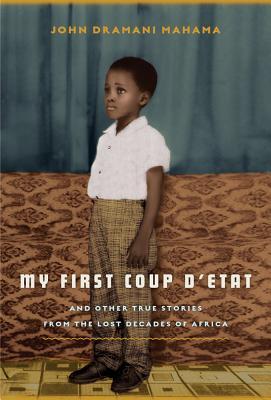 JOHN DRAMANI MAHAMA
MY FIRST COUP D'ETAT
AND OTHER TRUE STORIES
FROM THE LOST DECADES OF AFRICA